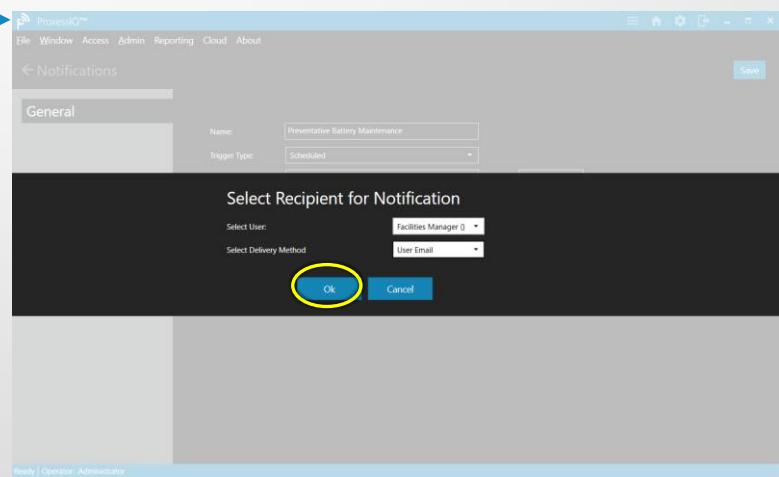 ProxessIQ™
File Window Access Admin Reporting Cloud About
← Notifications
Save
General
Name: Preventative Battery Maintenance
Trigger Type: Scheduled
Select Recipient for Notification
Select User: Facilities Manager ()
Select Delivery Method User Email
Ok Cancel
Ready | Operator: Administrator